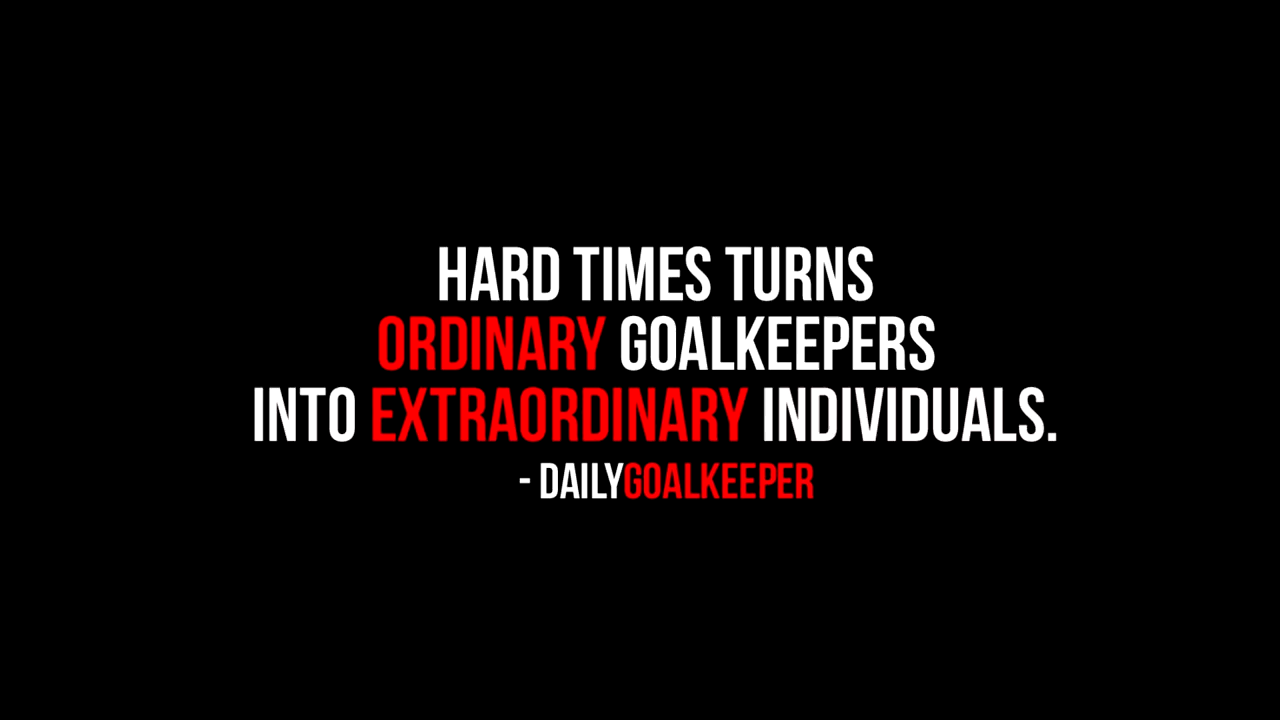 HARD TIMES TURNS
ORDINARY GOALKEEPERS
INTO EXTRAORDINARY INDIVIDUALS.
- DAILYGOALKEEPER